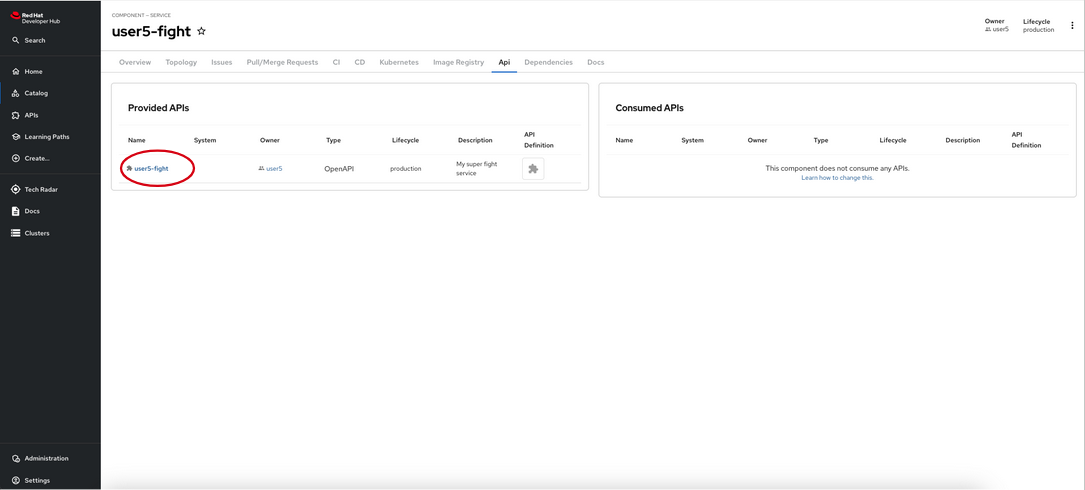 Red Hat
Developer Hub
Search
Home
Catalog
APIs
Learning Paths
Create...
Tech Radar
Docs
Clusters
Administration
Settings
COMPONENT — SERVICE
user5-fight
Owner
user5
Lifecycle
production
Overview Topology Issues Pull/Merge Requests CI CD Kubernetes Image Registry Api Dependencies Docs
Provided APIs
Name System Owner Type Lifecycle Description API Definition
user5-fight user5 OpenAPI production My super fight service
Consumed APIs
Name System Owner Type Lifecycle Description API Definition
This component does not consume any APIs.
Learn how to change this.